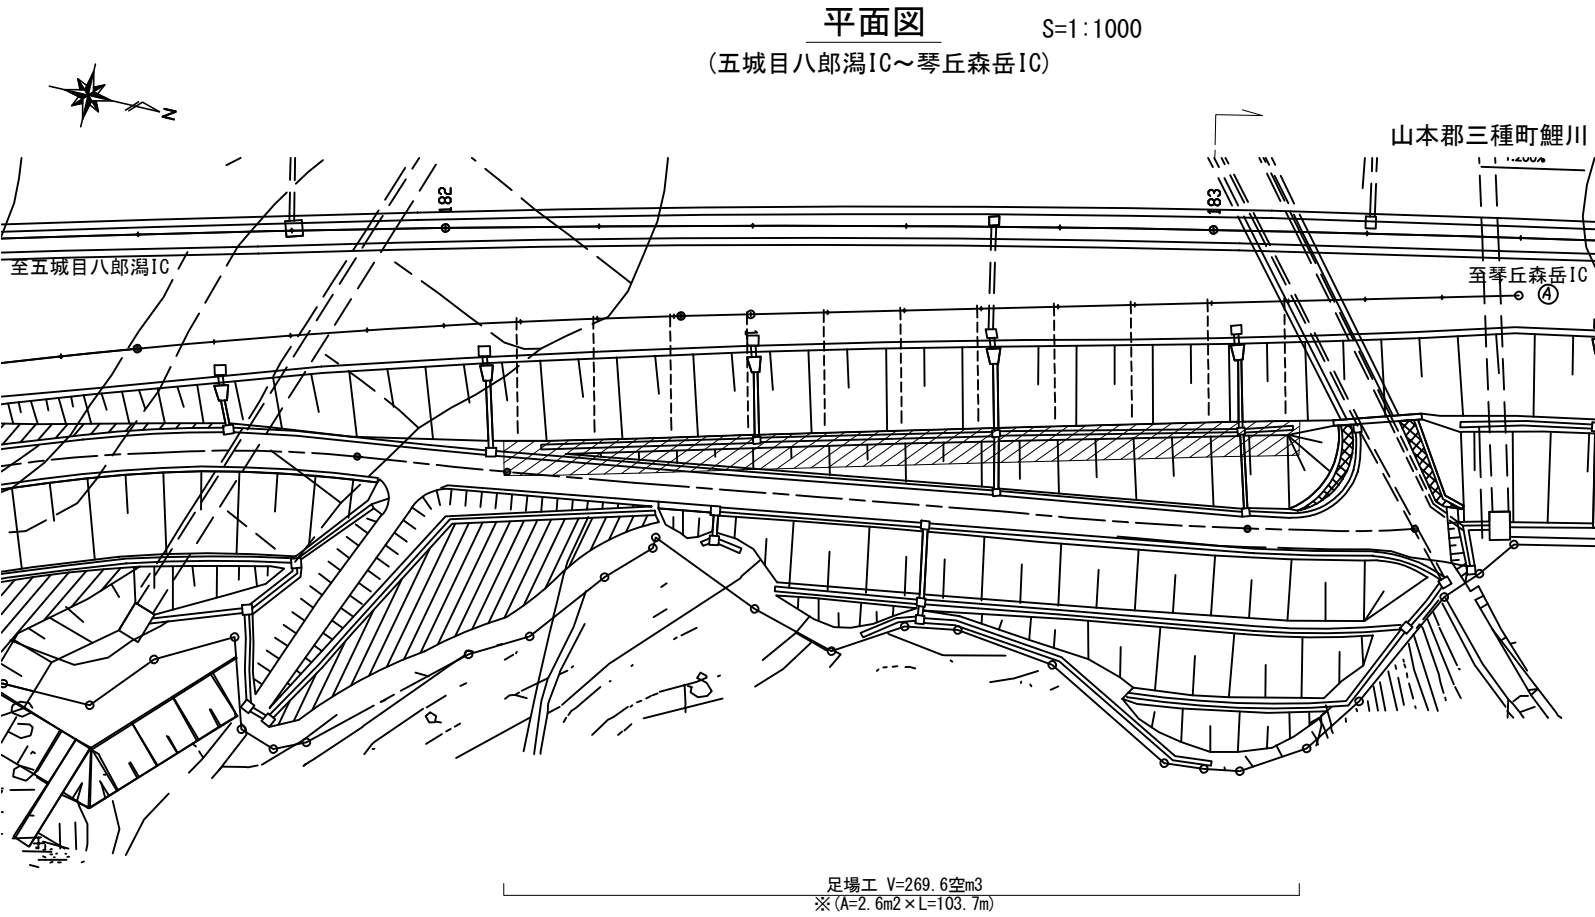 平面図 S=1:1000
(五城目八郎潟IC～琴丘森岳IC)
N
山本郡三種町鯉川
182
183
至五城目八郎潟IC
至琴丘森岳IC
A
足場工 V=269.6空m3
※(A=2.6m2×L=103.7m)